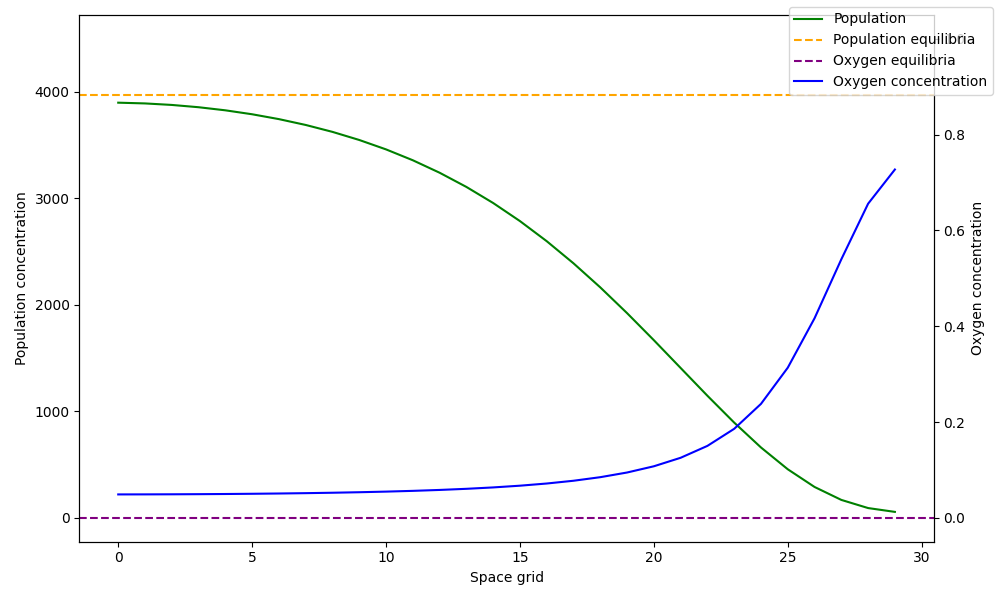 Population
Population equilibria
Oxygen equilibria
Oxygen concentration
4000
3000
2000
1000
0
0.8
0.6
0.4
0.2
0.0
Population concentration
Oxygen concentration
0 5 10 15 20 25 30
Space grid